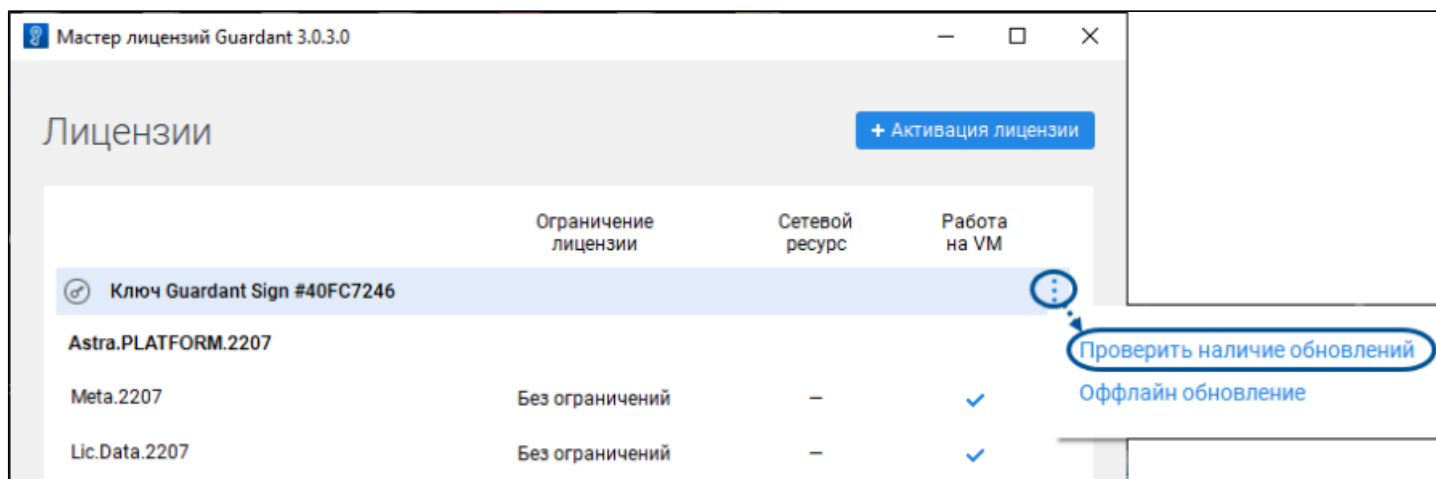 Мастер лицензий Guardant 3.0.3.0
Лицензии
+ Активация лицензии
Ограничение лицензии
Сетевой ресурс
Работа на VM
Ключ Guardant Sign #40FC7246
Astra.PLATFORM.2207
Проверить наличие обновлений
Meta.2207 Без ограничений –
Оффлайн обновление
Lic.Data.2207 Без ограничений –